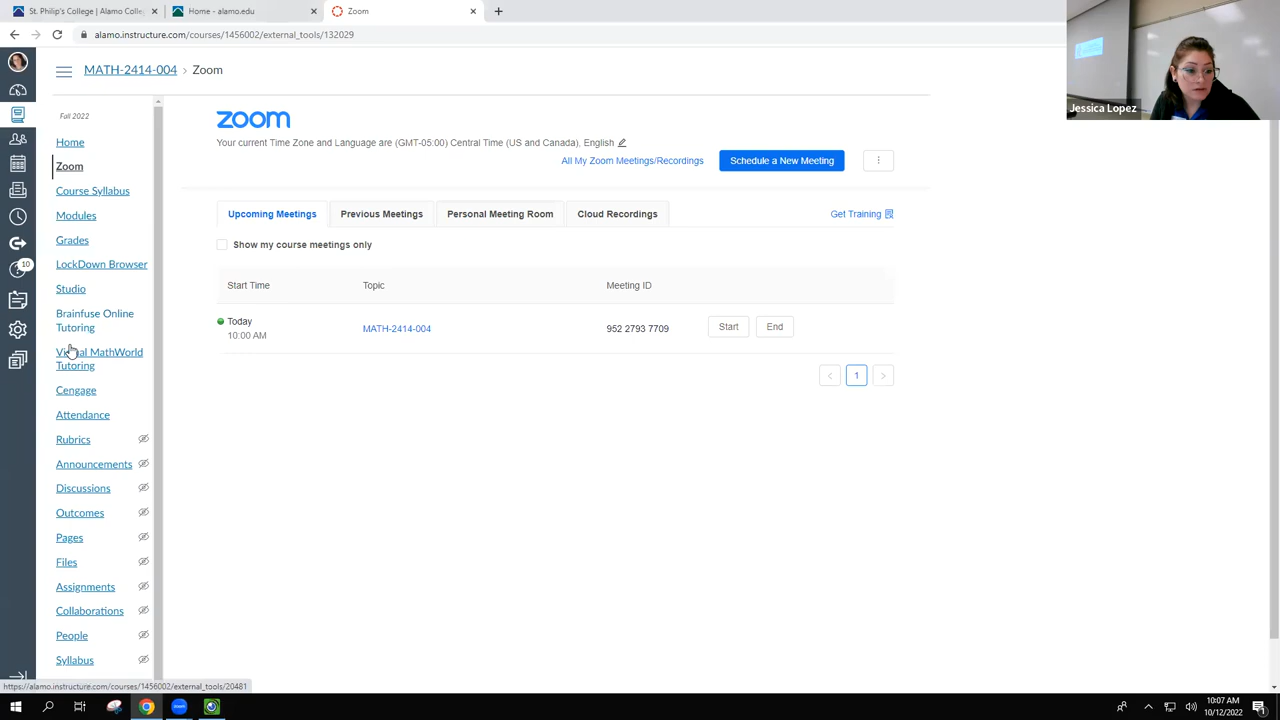 St. Philip's College | Alamo Colle
Home - alamo.edu
Zoom
alamo.instructure.com/courses/1456002/external_tools/132029
Jessica Lopez
MATH-2414-004 > Zoom
Fall 2022
Home
Zoom
Course Syllabus
Modules
Grades
LockDown Browser
Studio
Brainfuse Online
Tutoring
Virtual MathWorld
Tutoring
Cengage
Attendance
Rubrics
Announcements
Discussions
Outcomes
Pages
Files
Assignments
Collaborations
People
Syllabus
10
zoom
Your current Time Zone and Language are (GMT-05:00) Central Time (US and Canada), English
All My Zoom Meetings/Recordings
Schedule a New Meeting
Upcoming Meetings
Previous Meetings
Personal Meeting Room
Cloud Recordings
Get Training
Show my course meetings only
Start Time
Topic
Meeting ID
Today
10:00 AM
MATH-2414-004
952 2793 7709
Start
End
1
https://alamo.instructure.com/courses/1456002/external_tools/20481
zoom
10:07 AM
10/12/2022
1